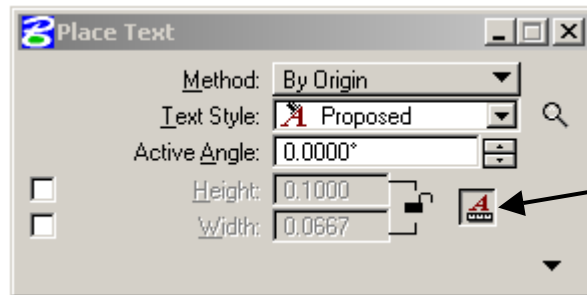 Place Text
Method: By Origin
Text Style: A Proposed
Active Angle: 0.0000°
Height: 0.1000
Width: 0.0667
A